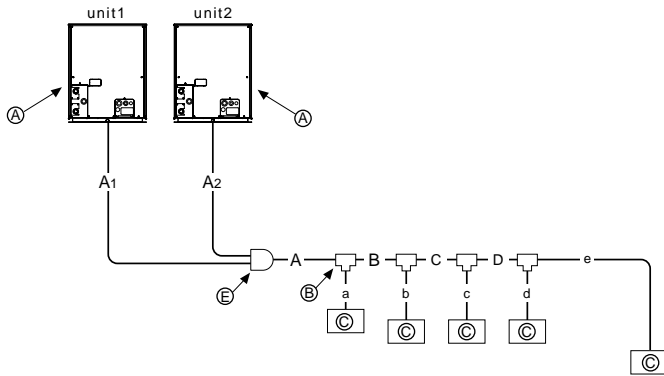 unit1 unit2
Ⓐ Ⓐ
A1 A2
A B C D e
Ⓔ Ⓑ a b c d
Ⓒ Ⓒ Ⓒ Ⓒ
Ⓒ